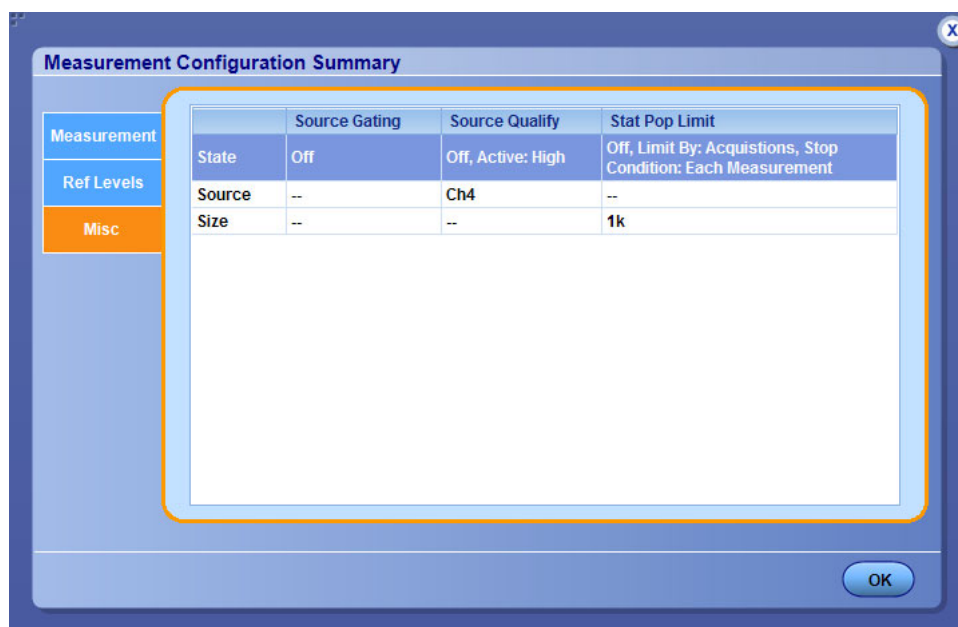 X
Measurement Configuration Summary
Measurement
Ref Levels
Misc
Source Gating Source Qualify Stat Pop Limit
State Off Off, Active: High Off, Limit By: Acquistions, Stop
Condition: Each Measurement
Source -- Ch4 --
Size -- -- 1k
OK